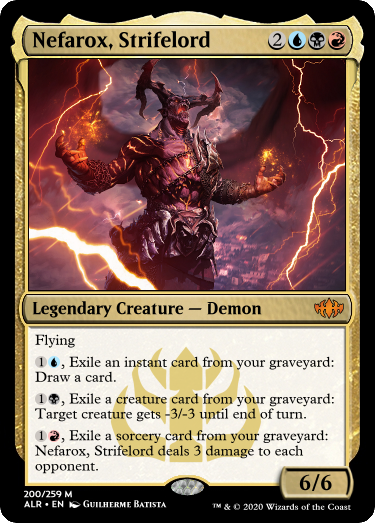 Nefarox, Strifelord 2
Legendary Creature — Demon
Flying
1, Exile an instant card from your graveyard:
Draw a card.
1, Exile a creature card from your graveyard:
Target creature gets -3/-3 until end of turn.
1, Exile a sorcery card from your graveyard:
Nefarox, Strifelord deals 3 damage to each
opponent.
6/6
200/259 M
ALR • EN Guilherme Batista
™ & © 2020 Wizards of the Coast